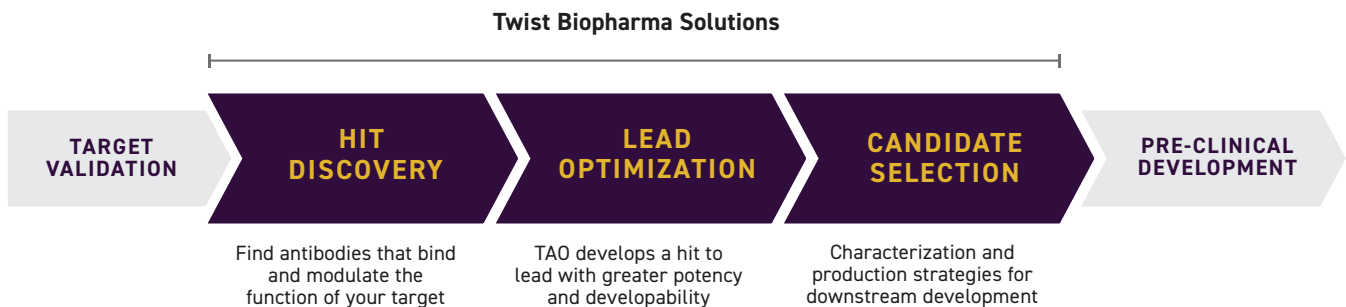 Twist Biopharma Solutions
TARGET
VALIDATION
HIT
DISCOVERY
LEAD
OPTIMIZATION
CANDIDATE
SELECTION
PRE-CLINICAL
DEVELOPMENT
Find antibodies that bind
and modulate the
function of your target
TAO develops a hit to
lead with greater potency
and developability
Characterization and
production strategies for
downstream development